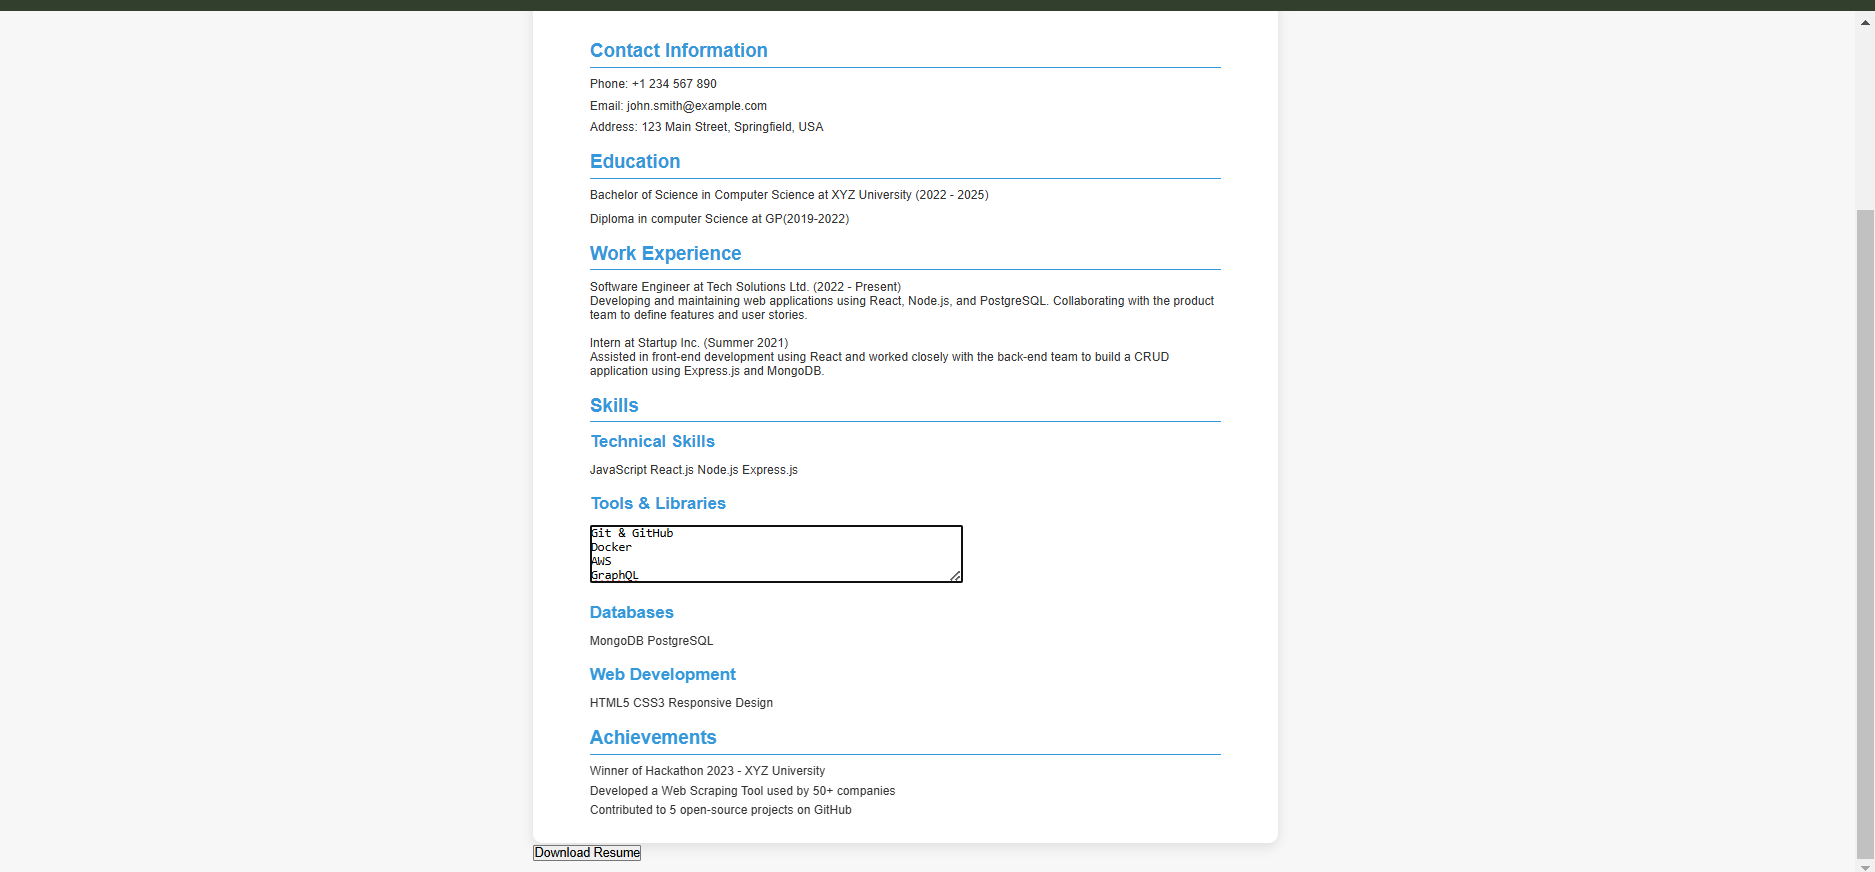 Contact Information
Phone: +1 234 567 890
Email: john.smith@example.com
Address: 123 Main Street, Springfield, USA
Education
Bachelor of Science in Computer Science at XYZ University (2022 - 2025)
Diploma in computer Science at GP(2019-2022)
Work Experience
Software Engineer at Tech Solutions Ltd. (2022 - Present)
Developing and maintaining web applications using React, Node.js, and PostgreSQL. Collaborating with the product
team to define features and user stories.
Intern at Startup Inc. (Summer 2021)
Assisted in front-end development using React and worked closely with the back-end team to build a CRUD
application using Express.js and MongoDB.
Skills
Technical Skills
JavaScript React.js Node.js Express.js
Tools & Libraries
Git & GitHub
Docker
AWS
GraphQL
Databases
MongoDB PostgreSQL
Web Development
HTML5 CSS3 Responsive Design
Achievements
Winner of Hackathon 2023 - XYZ University
Developed a Web Scraping Tool used by 50+ companies
Contributed to 5 open-source projects on GitHub
Download Resume